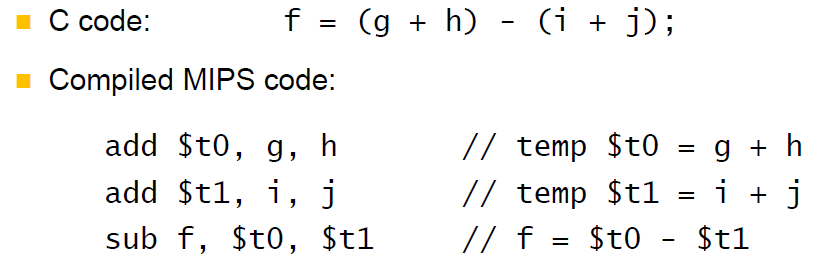 C code: f = (g + h) - (i + j);
Compiled MIPS code:
add $t0, g, h // temp $t0 = g + h
add $t1, i, j // temp $t1 = i + j
sub f, $t0, $t1 // f = $t0 - $t1